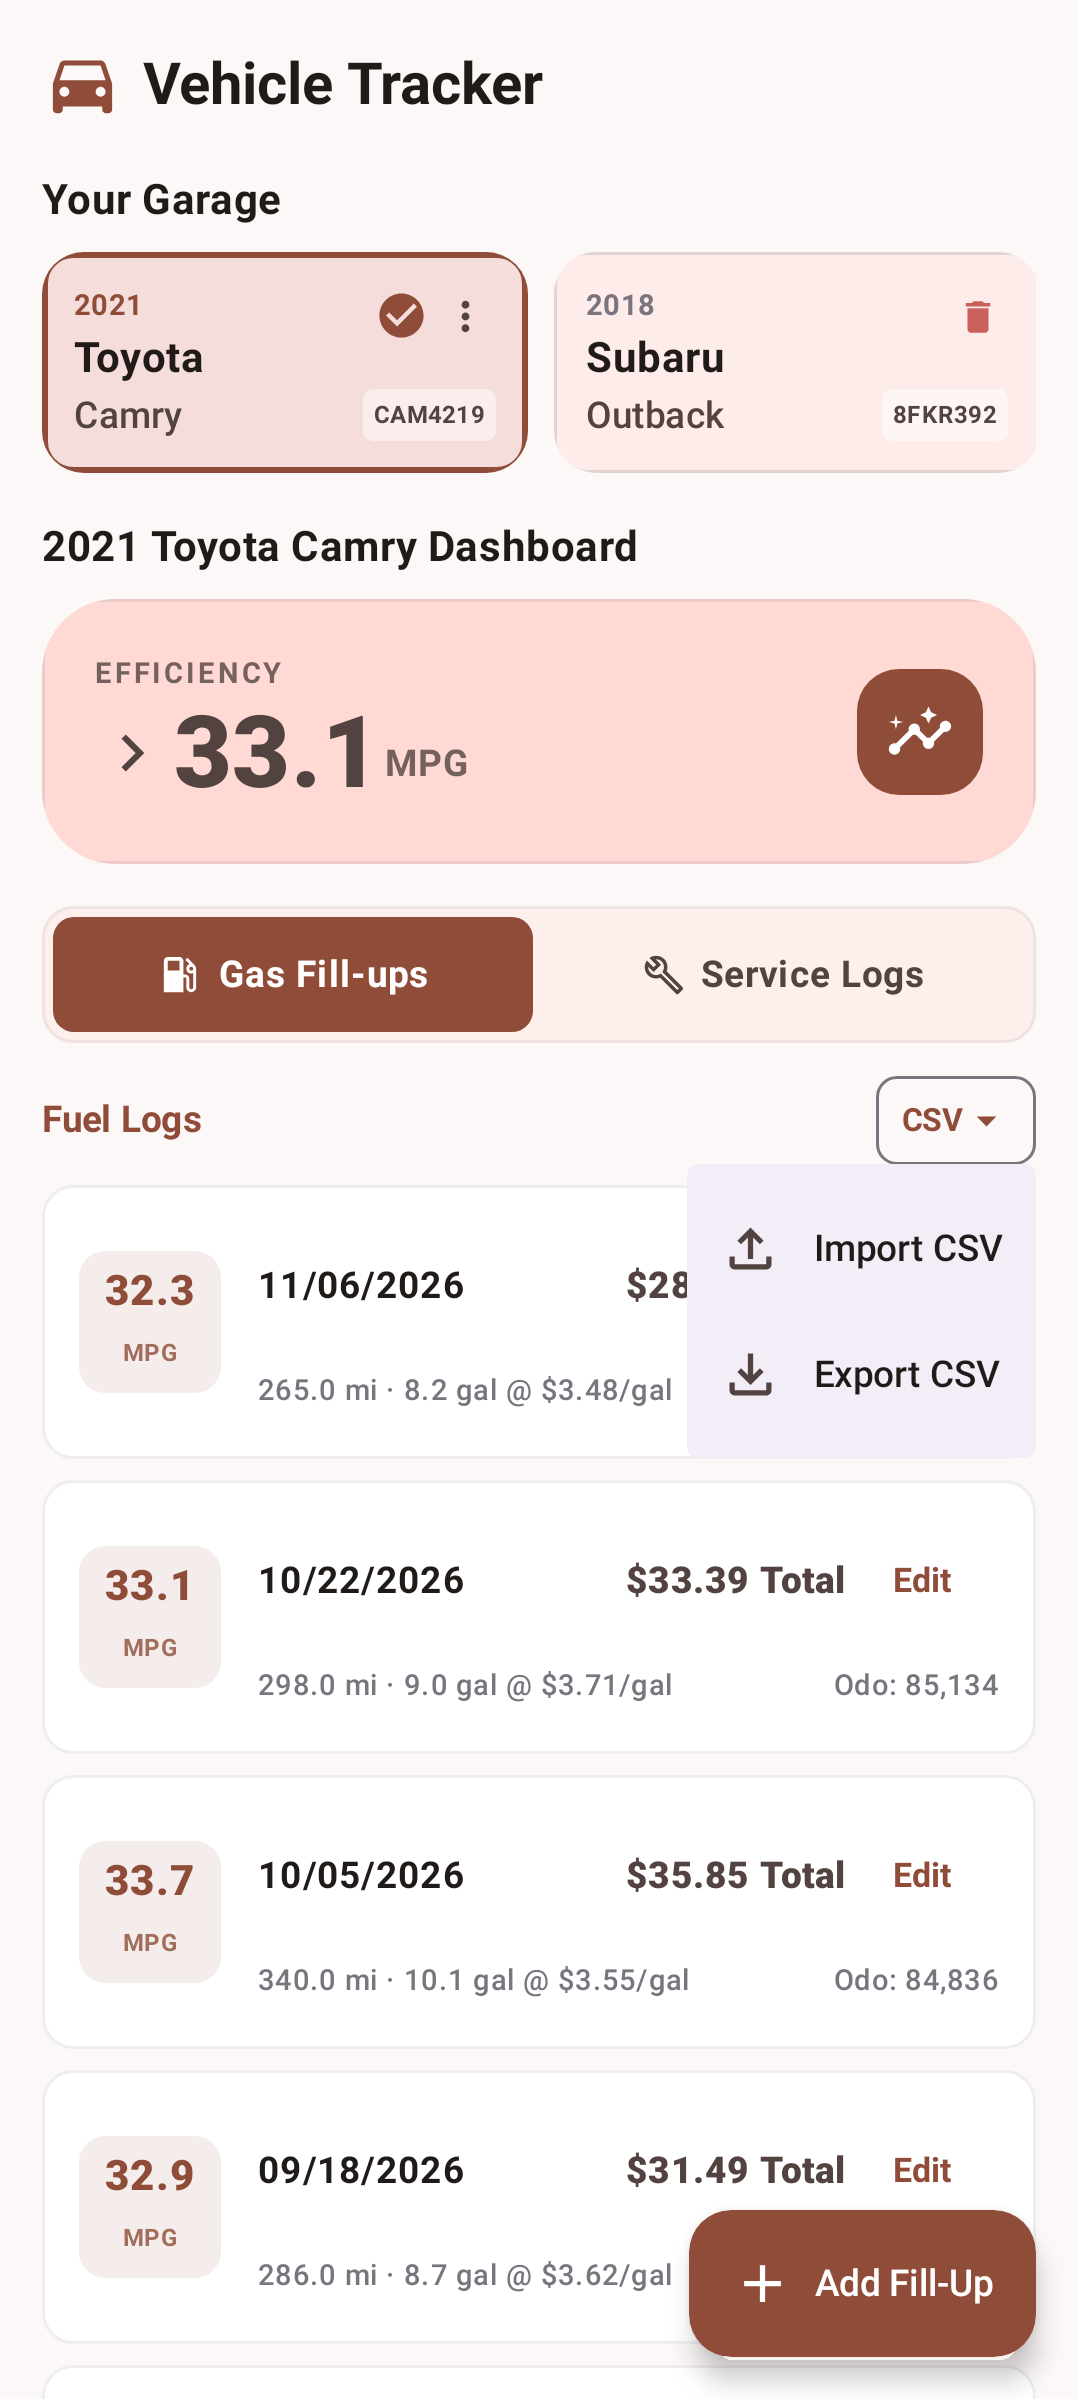 Vehicle Tracker
Your Garage
2021
Toyota
Camry
CAM4219
2018
Subaru
Outback
8FKR392
2021 Toyota Camry Dashboard
EFFICIENCY
33.1 MPG
Gas Fill-ups
Service Logs
Fuel Logs
CSV
Import CSV
Export CSV
32.3
MPG
11/06/2026
$28
265.0 mi · 8.2 gal @ $3.48/gal
33.1
MPG
10/22/2026
$33.39 Total
Edit
298.0 mi · 9.0 gal @ $3.71/gal
Odo: 85,134
33.7
MPG
10/05/2026
$35.85 Total
Edit
340.0 mi · 10.1 gal @ $3.55/gal
Odo: 84,836
32.9
MPG
09/18/2026
$31.49 Total
Edit
286.0 mi · 8.7 gal @ $3.62/gal
Add Fill-Up